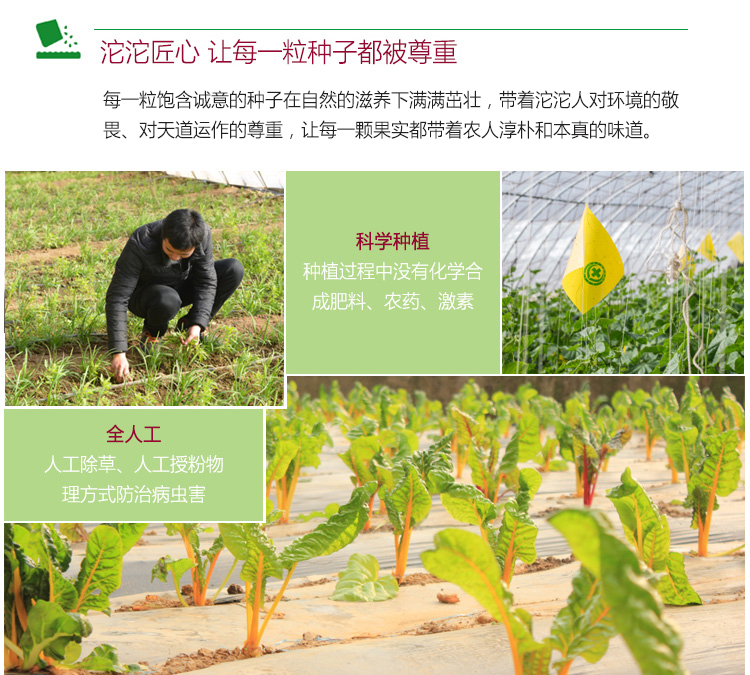 沱沱匠心 让每一粒种子都被尊重
每一粒饱含诚意的种子在自然的滋养下满满茁壮，带着沱沱人对环境的敬
畏、对天道运作的尊重，让每一颗果实都带着农人淳朴和本真的味道。
科学种植
种植过程中没有化学合
成肥料、农药、激素
全人工
人工除草、人工授粉物
理方式防治病虫害